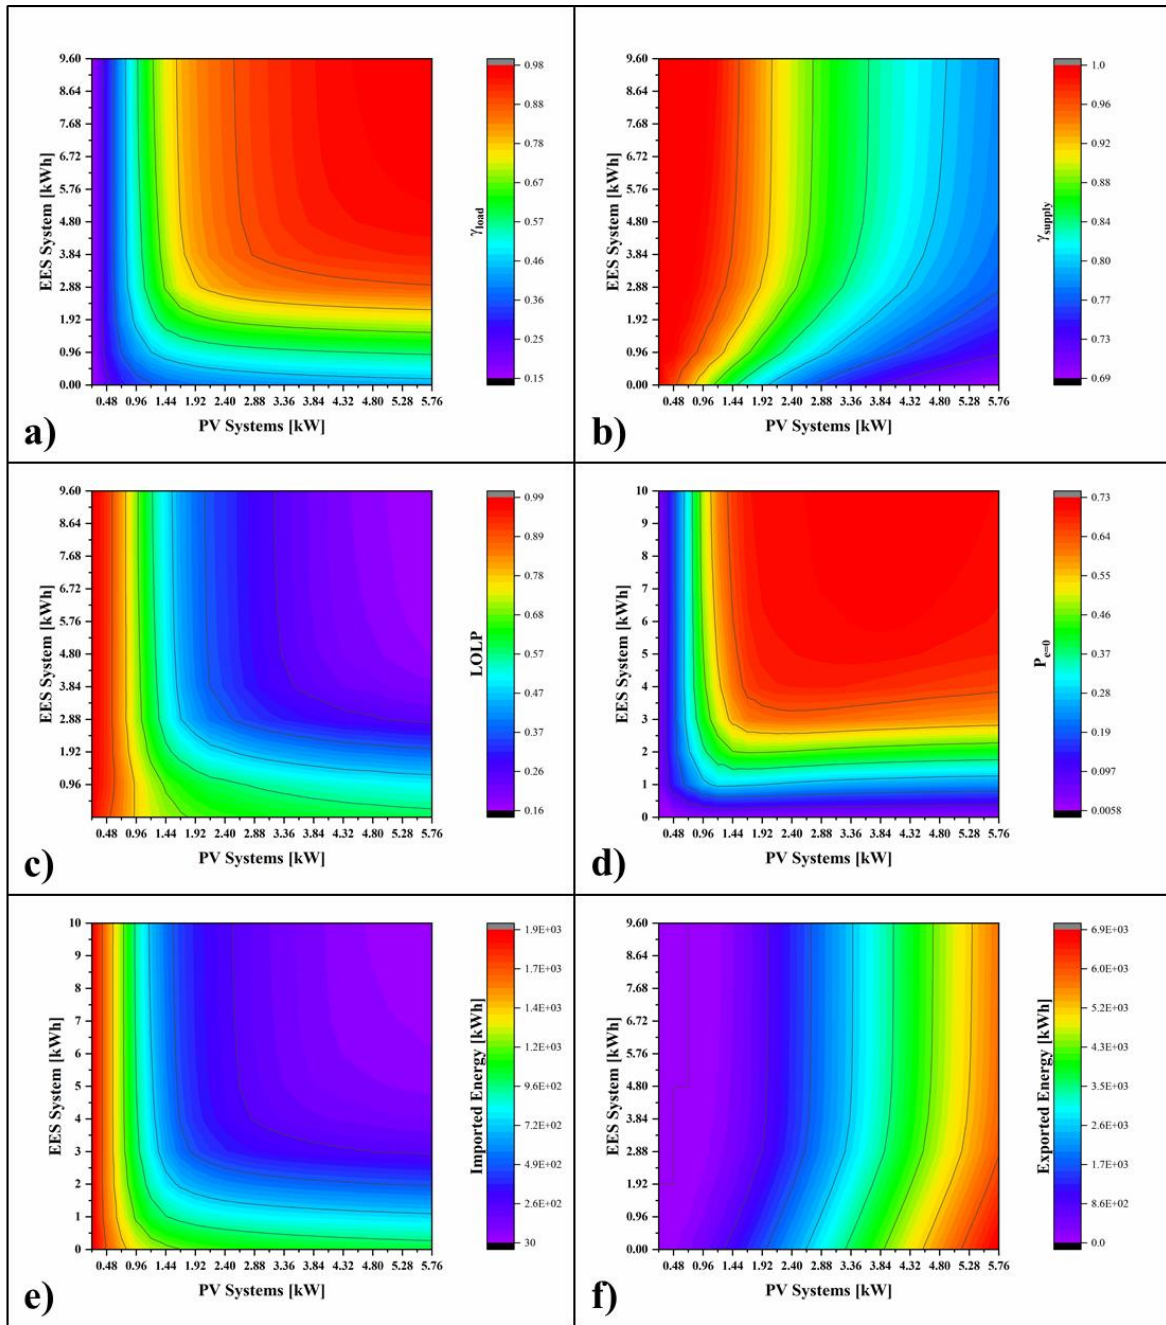 9.60
8.64
7.68
6.72
5.76
4.80
3.84
2.88
1.92
0.96
0.00
EES System [kWh]
0.48 0.96 1.44 1.92 2.40 2.88 3.36 3.84 4.32 4.80 5.28 5.76
PV Systems [kW]
γload
0.98
0.88
0.78
0.67
0.57
0.46
0.36
0.25
0.15
a)
9.60
8.64
7.68
6.72
5.76
4.80
3.84
2.88
1.92
0.96
0.00
EES System [kWh]
0.48 0.96 1.44 1.92 2.40 2.88 3.36 3.84 4.32 4.80 5.28 5.76
PV Systems [kW]
γsupply
1.0
0.96
0.92
0.88
0.84
0.80
0.77
0.73
0.69
b)
9.60
8.64
7.68
6.72
5.76
4.80
3.84
2.88
1.92
0.96
EES System [kWh]
0.48 0.96 1.44 1.92 2.40 2.88 3.36 3.84 4.32 4.80 5.28 5.76
PV Systems [kW]
LOLP
0.99
0.89
0.78
0.68
0.58
0.47
0.37
0.26
0.16
c)
10
9
8
7
6
5
4
3
2
1
0
EES System [kWh]
0.48 0.96 1.44 1.92 2.40 2.88 3.36 3.84 4.32 4.80 5.28 5.76
PV Systems [kW]
Pe=0
0.73
0.64
0.55
0.46
0.37
0.28
0.19
0.097
0.0058
d)
10
9
8
7
6
5
4
3
2
1
0
EES System [kWh]
0.48 0.96 1.44 1.92 2.40 2.88 3.36 3.84 4.32 4.80 5.28 5.76
PV Systems [kW]
Imported Energy [kWh]
1.9E+03
1.7E+03
1.4E+03
1.2E+03
9.6E+02
7.2E+02
4.9E+02
2.6E+02
30
e)
9.60
8.64
7.68
6.72
5.76
4.80
3.84
2.88
1.92
0.96
0.00
EES System [kWh]
0.48 0.96 1.44 1.92 2.40 2.88 3.36 3.84 4.32 4.80 5.28 5.76
PV Systems [kW]
Exported Energy [kWh]
6.9E+03
6.0E+03
5.2E+03
4.3E+03
3.5E+03
2.6E+03
1.7E+03
8.6E+02
0.0
f)